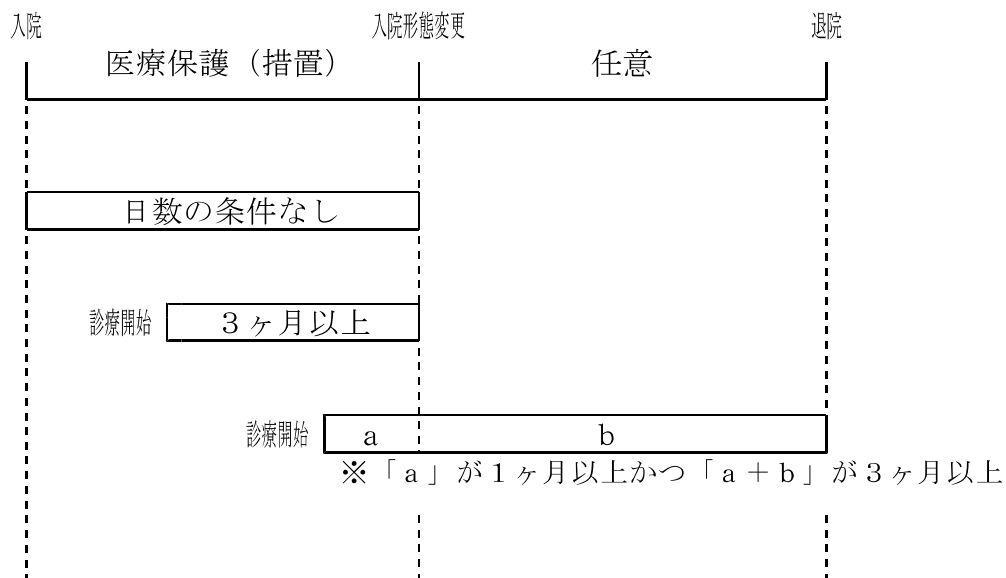 入院 入院形態変更 退院
医療保護（措置） 任意
日数の条件なし
診療開始 ３ヶ月以上
診療開始 ａ ｂ
※「ａ」が１ヶ月以上かつ「ａ＋ｂ」が３ヶ月以上